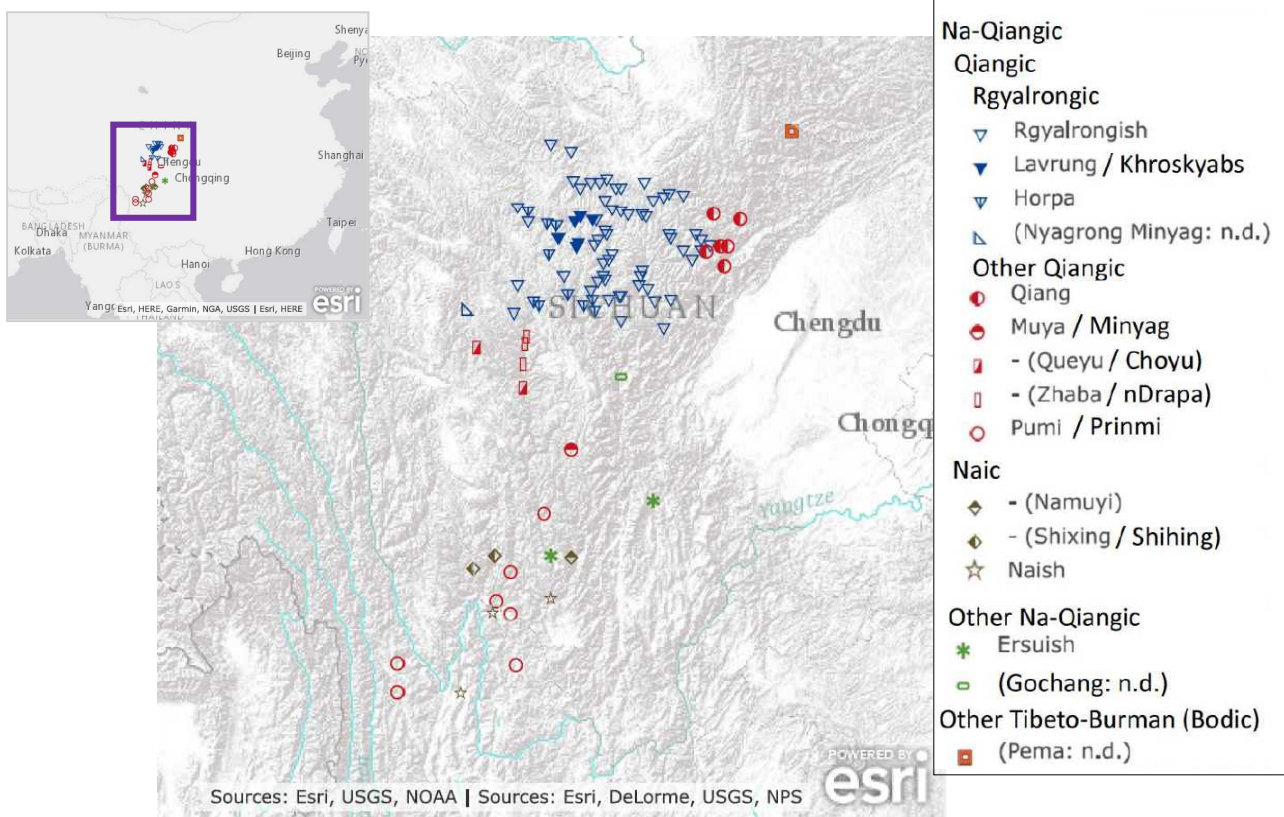 Shenya
Beijing
Shanghai
Chengdu
Chongqing
Taipei
BANGLADESH
Dhaka
MYANMAR
(BURMA)
Kolkata
Hong Kong
Hanoi
LAOS
Yango
THAILAND
Esri, HERE, Garmin, NGA, USGS | Esri, HERE
POWERED BY
esri
SICHUAN
Chengdu
Chongq
Yangtze
POWERED BY
esri
Sources: Esri, USGS, NOAA | Sources: Esri, DeLorme, USGS, NPS
Na-Qiangic
Qiangic
Rgyalrongic
Rgyalrongish
Lavrung / Khroskyabs
Horpa
(Nyagrong Minyag: n.d.)
Other Qiangic
Qiang
Muya / Minyag
- (Queyu / Choyu)
- (Zhaba / nDrapa)
Pumi / Prinmi
Naic
- (Namuyi)
- (Shixing / Shihing)
Naish
Other Na-Qiangic
Ersuish
(Gochang: n.d.)
Other Tibeto-Burman (Bodic)
(Pema: n.d.)